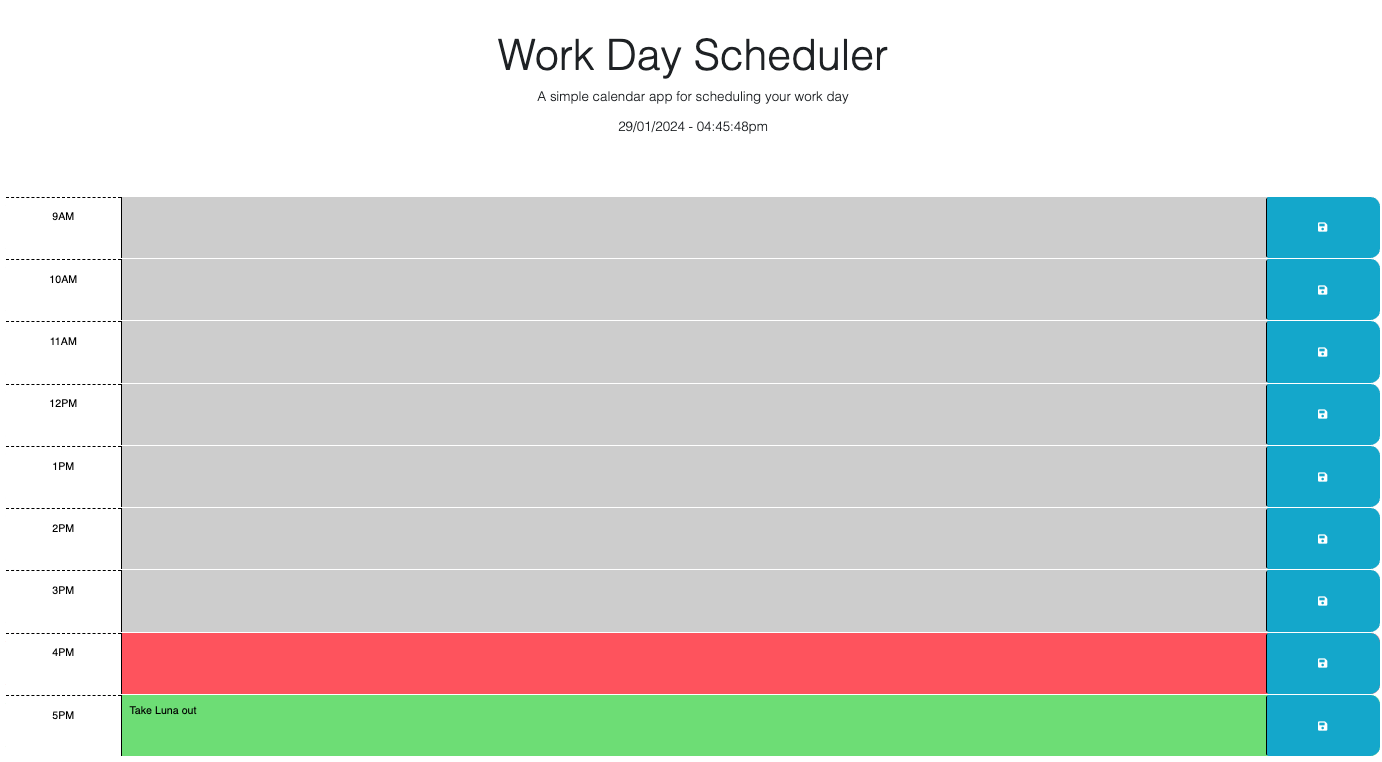 Work Day Scheduler
A simple calendar app for scheduling your work day
29/01/2024 - 04:45:48pm
9AM
10AM
11AM
12PM
1PM
2PM
3PM
4PM
5PM
Take Luna out